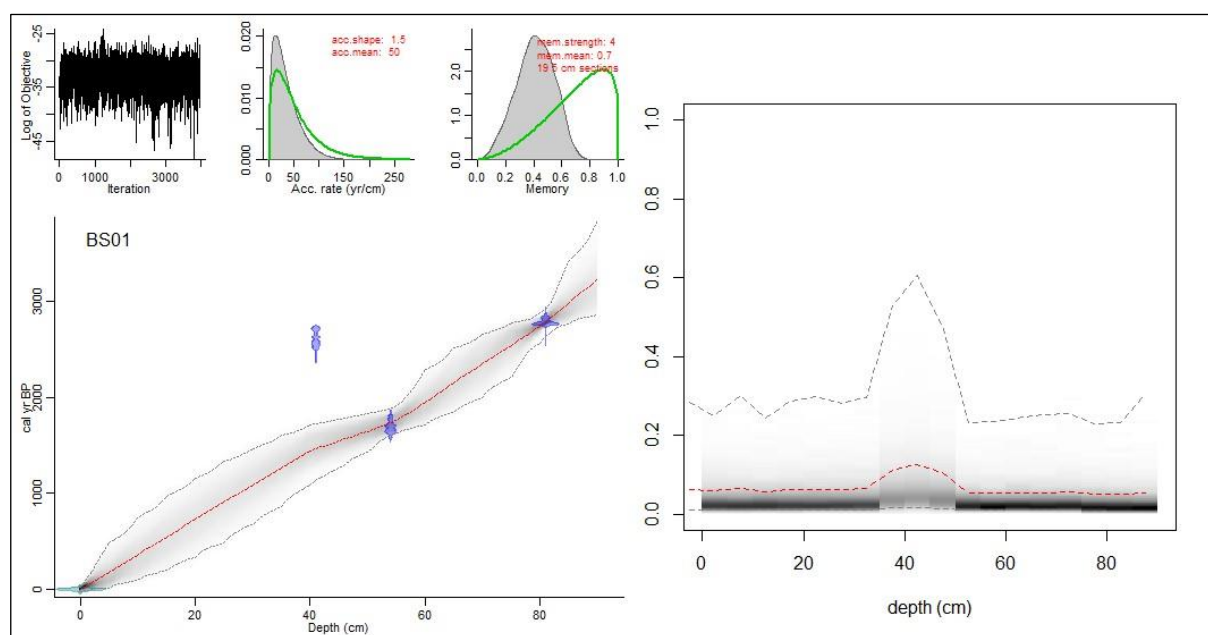 -25
-35
-45
Log of Objective
0 1000 3000
Iteration
0.020
0.010
0.000
acc.shape: 1.5
acc.mean: 50
0 50 150 250
Acc. rate (yr/cm)
2.0
1.0
0.0
mem.strength: 4
mem.mean: 0.7
19 5 cm sections
0.0 0.2 0.4 0.6 0.8 1.0
Memory
BS01
3000
2000
1000
0
cal yr BP
0 20 40 60 80
Depth (cm)
1.0
0.8
0.6
0.4
0.2
0.0
0 20 40 60 80
depth (cm)